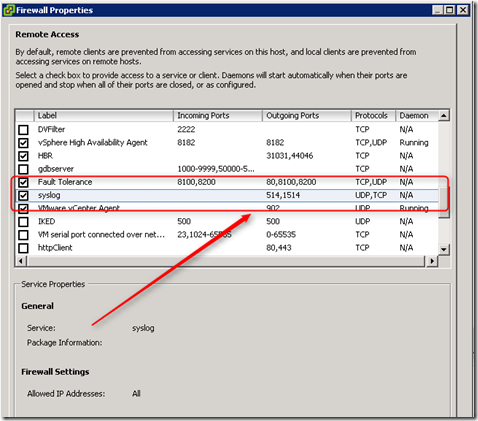 Firewall Properties
Remote Access
By default, remote clients are prevented from accessing services on this host, and local clients are prevented from
accessing services on remote hosts.
Select a check box to provide access to a service or client. Daemons will start automatically when their ports are
opened and stop when all of their ports are closed, or as configured.
Label Incoming Ports Outgoing Ports Protocols Daemon
DVFilter 2222 TCP N/A
vSphere High Availability Agent 8182 8182 TCP,UDP Running
HBR 31031,44046 TCP N/A
gdbserver 1000-9999,50000-5... TCP N/A
Fault Tolerance 8100,8200 80,8100,8200 TCP,UDP N/A
syslog 514,1514 UDP,TCP N/A
VMware vCenter Agent 902 UDP Running
IKED 500 500 UDP N/A
VM serial port connected over net... 23,1024-65535 0-65535 TCP N/A
httpClient 80,443 TCP N/A
Service Properties
General
Service: syslog
Package Information:
Firewall Settings
Allowed IP Addresses: All